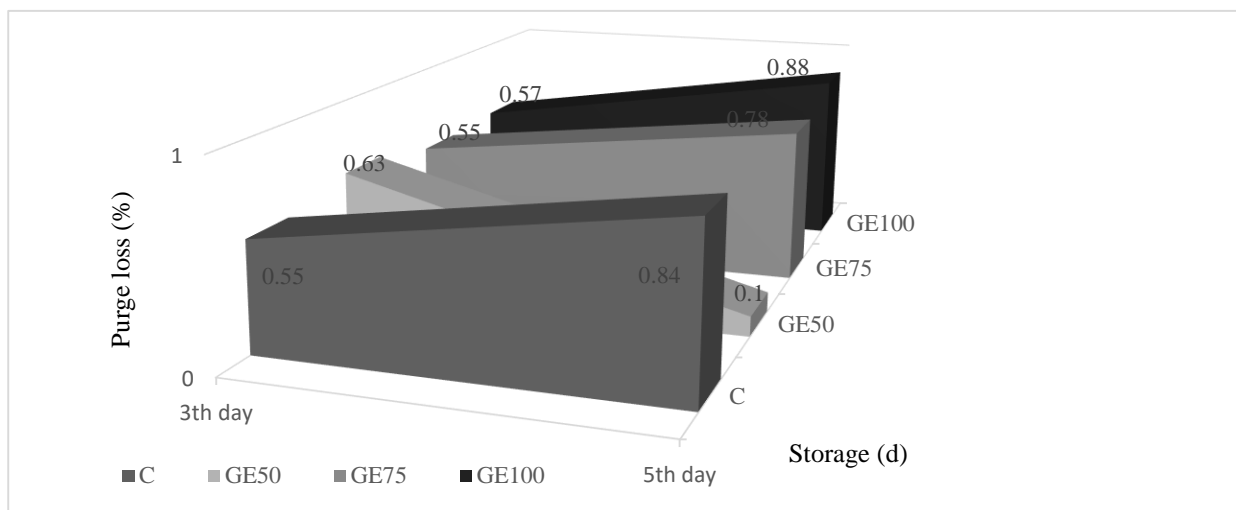 0.88
0.57
0.55
0.78
1
0.63
Purge loss (%)
GE100
GE75
0.55
0.84
0.1
GE50
0
C
3th day
Storage (d)
C GE50 GE75 GE100
5th day